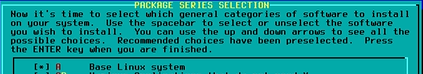 PACKAGE SERIES SELECTION
Now it's time to select which general categories of software to install
on your system. Use the spacebar to select or unselect the software
you wish to install. You can use the up and down arrows to see all the
possible choices. Recommended choices have been preselected. Press
the ENTER key when you are finished.
[*] A Base Linux system